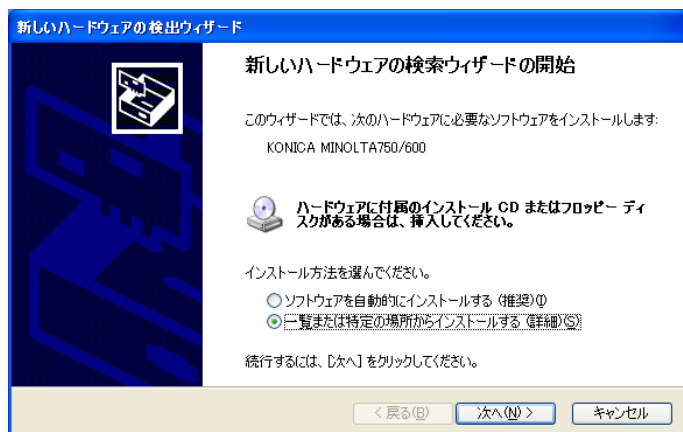 新しいハードウェアの検出ウィザード
新しいハードウェアの検索ウィザードの開始
このウィザードでは、次のハードウェアに必要なソフトウェアをインストールします:
KONICA MINOLTA750/600
ハードウェアに付属のインストール CD またはフロッピー ディ
スクがある場合は、挿入してください。
インストール方法を選んでください。
ソフトウェアを自動的にインストールする (推奨)(I)
一覧または特定の場所からインストールする (詳細)(S)
続行するには、[次へ] をクリックしてください。
< 戻る(B)
次へ(N) >
キャンセル